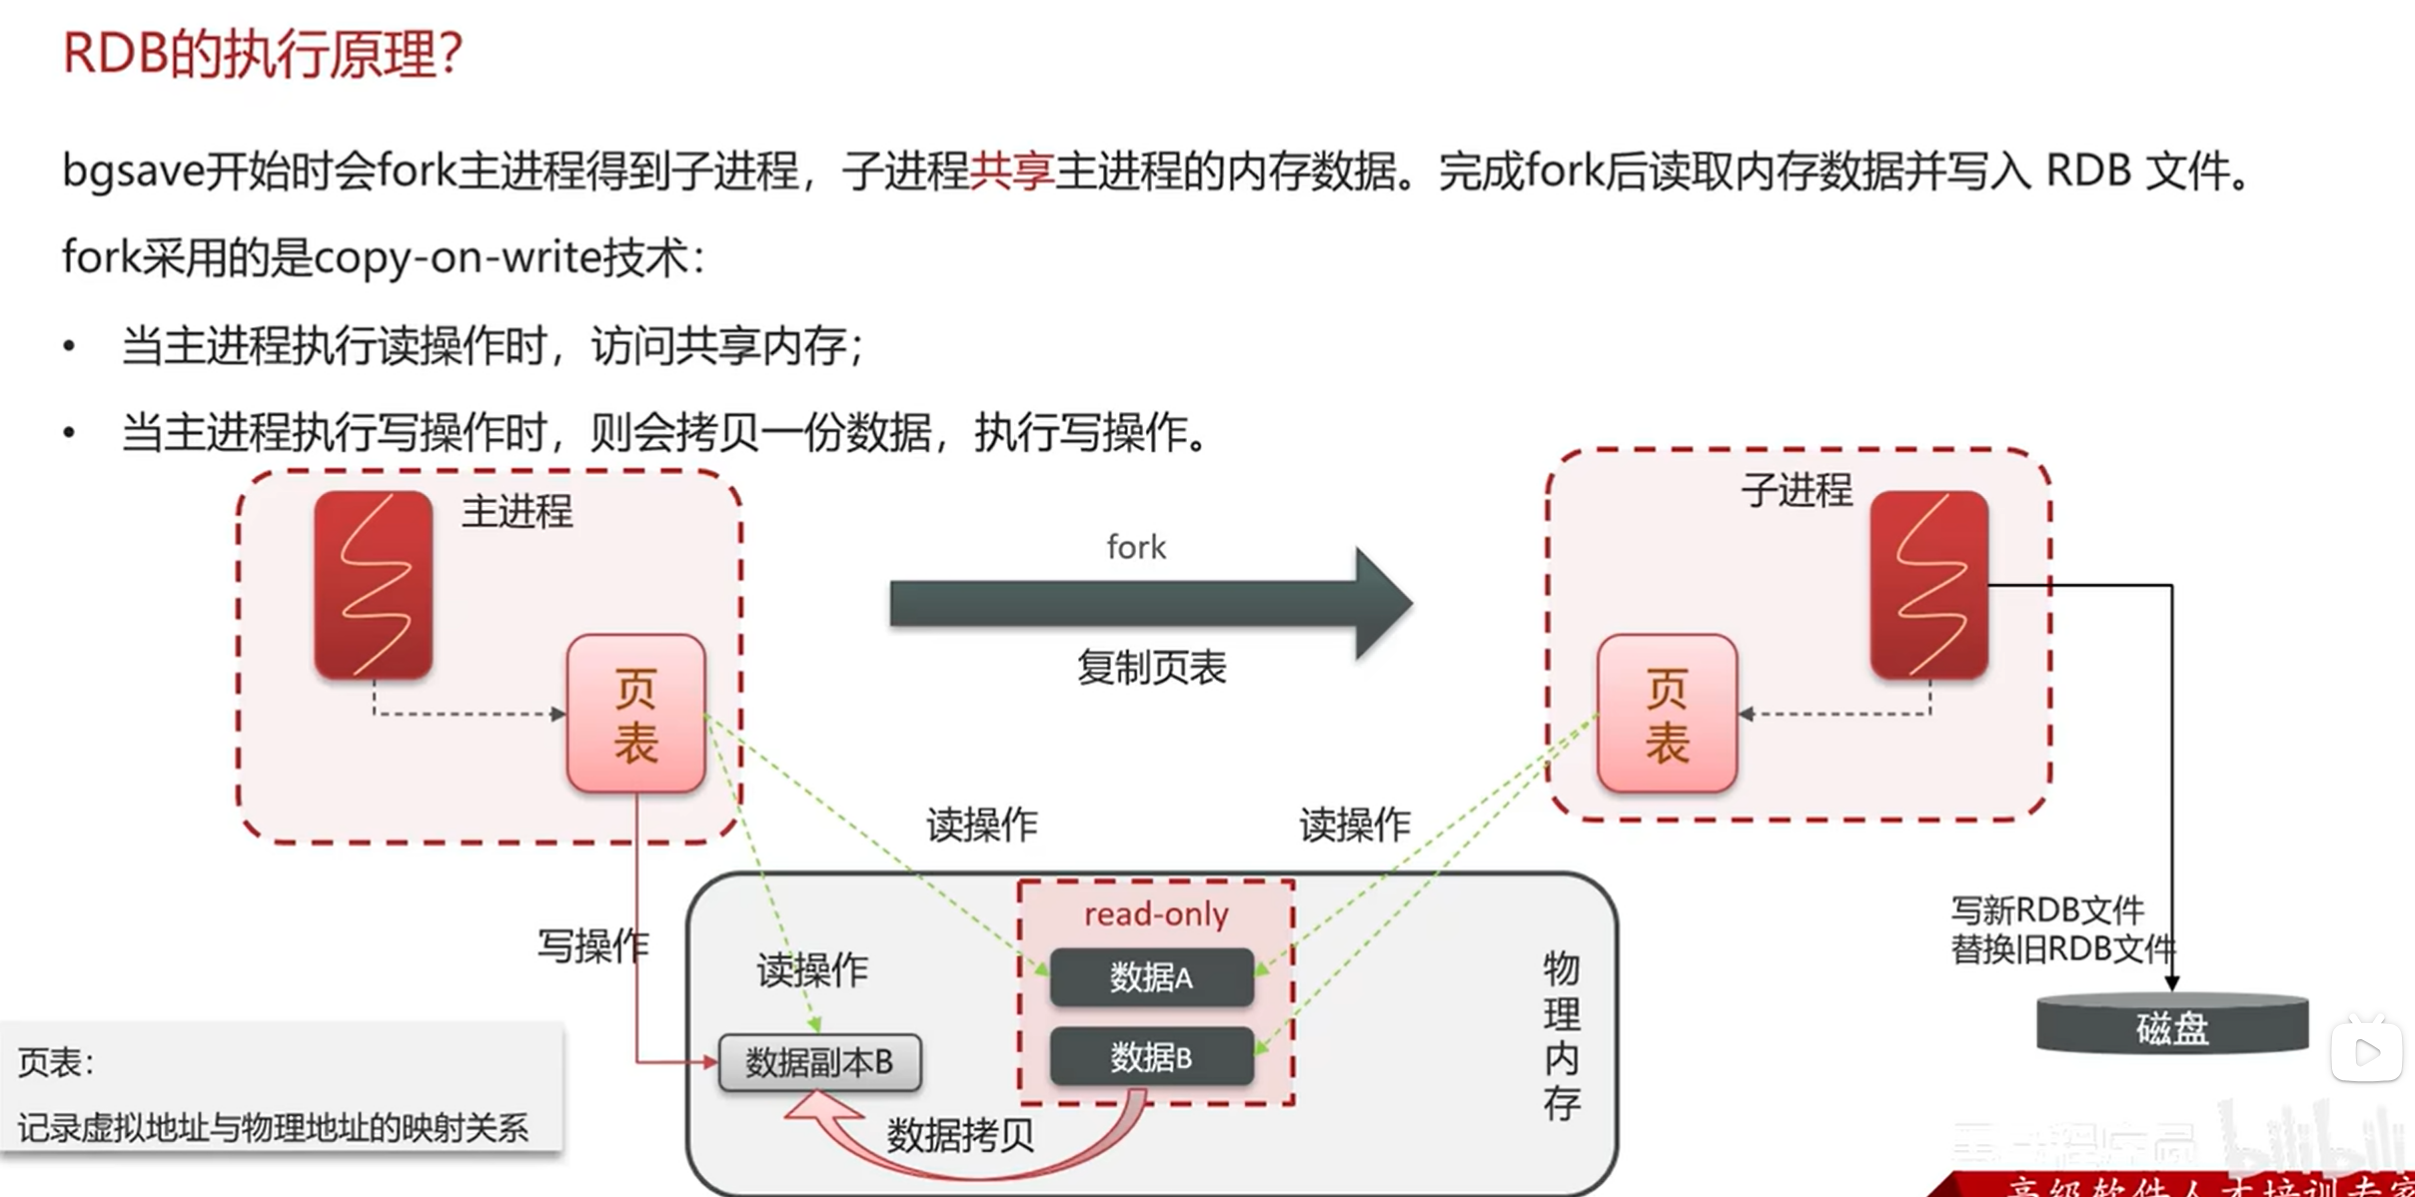 RDB的执行原理?
bgsave开始时会fork主进程得到子进程，子进程共享主进程的内存数据。完成fork后读取内存数据并写入 RDB 文件。
fork采用的是copy-on-write技术：
• 当主进程执行读操作时，访问共享内存；
• 当主进程执行写操作时，则会拷贝一份数据，执行写操作。
主进程
子进程
fork
复制页表
页表
页表
读操作
读操作
写操作
读操作
read-only
数据A
数据B
数据副本B
数据拷贝
物理内存
写新RDB文件
替换旧RDB文件
磁盘
页表：
记录虚拟地址与物理地址的映射关系
bilibili
高级软件人才培训专家